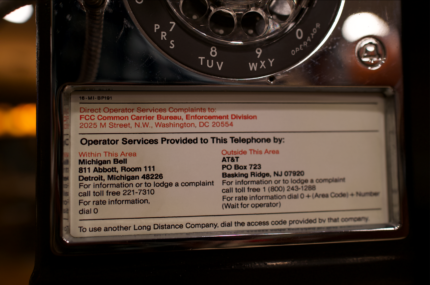 7
PRS
8
TUV
9
WXY
0
OPERATOR
Direct Operator Services Complaints to:
FCC Common Carrier Bureau, Enforcement Division
2025 M Street, N.W., Washington, DC 20554
Operator Services Provided to This Telephone by:
Within This Area
Michigan Bell
811 Abbott, Room 111
Detroit, Michigan 48226
For information or to lodge a complaint
call toll free 221-7310
For rate information,
dial 0
Outside This Area
AT&T
PO Box 723
Basking Ridge, NJ 07920
For information or to lodge a complaint
call toll free 1 (800) 243-1288
For rate information dial 0 + (Area Code) + Number
(Wait for operator)
To use another Long Distance Company, dial the access code provided by that company.